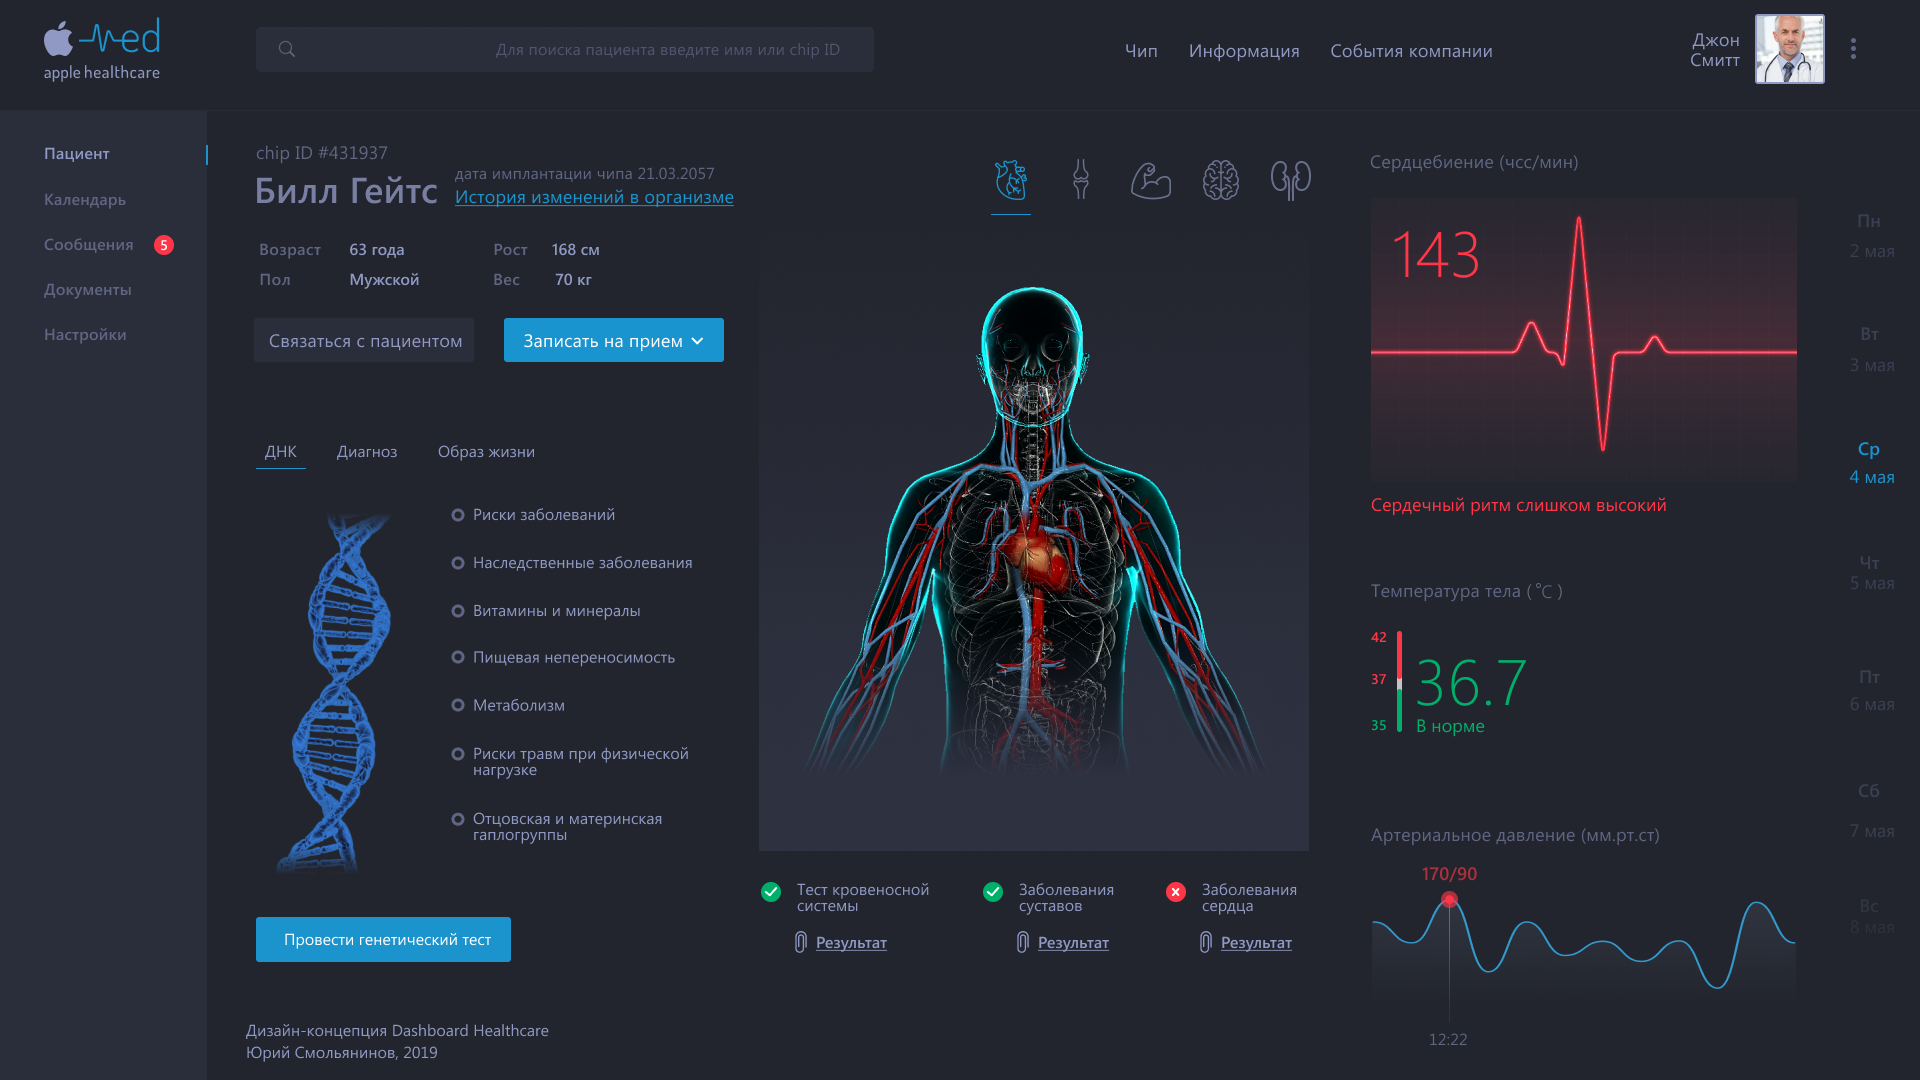 Med
apple healthcare
Для поиска пациента введите имя или chip ID
Чип
Информация
События компании
Джон
Смитт
Пациент
Календарь
Сообщения
5
Документы
Настройки
chip ID #431937
Билл Гейтс
дата имплантации чипа 21.03.2057
История изменений в организме
Возраст 63 года
Рост 168 см
Пол Мужской
Вес 70 кг
Связаться с пациентом
Записать на прием
ДНК
Диагноз
Образ жизни
Риски заболеваний
Наследственные заболевания
Витамины и минералы
Пищевая непереносимость
Метаболизм
Риски травм при физической
нагрузке
Отцовская и материнская
гаплогруппы
Провести генетический тест
Тест кровеносной
системы
Результат
Заболевания
суставов
Результат
Заболевания
сердца
Результат
Сердцебиение (чсс/мин)
143
Сердечный ритм слишком высокий
Температура тела (°C)
42
37
35
36.7
В норме
Артериальное давление (мм.рт.ст)
170/90
12:22
Пн
2 мая
Вт
3 мая
Ср
4 мая
Чт
5 мая
Пт
6 мая
Сб
7 мая
Вс
8 мая
Дизайн-концепция Dashboard Healthcare
Юрий Смольянинов, 2019